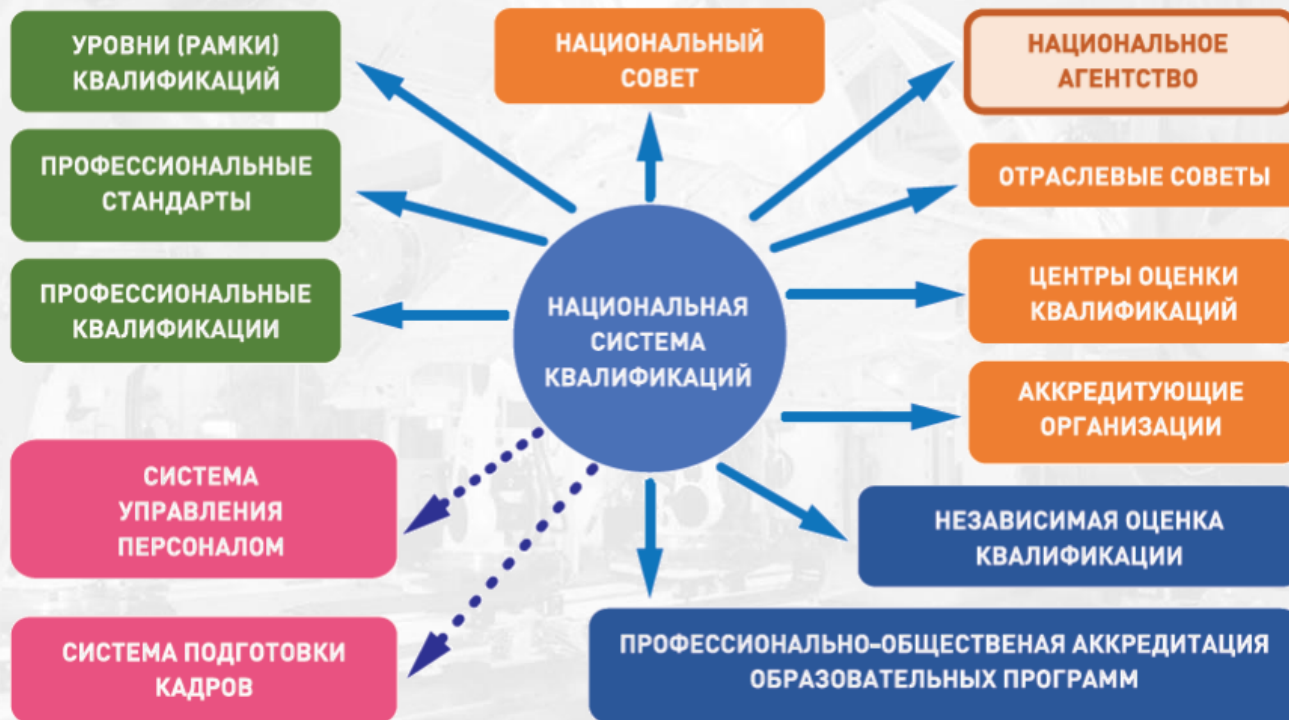 УРОВНИ (РАМКИ)
КВАЛИФИКАЦИЙ
НАЦИОНАЛЬНЫЙ
СОВЕТ
НАЦИОНАЛЬНОЕ
АГЕНТСТВО
ПРОФЕССИОНАЛЬНЫЕ
СТАНДАРТЫ
ОТРАСЛЕВЫЕ СОВЕТЫ
ПРОФЕССИОНАЛЬНЫЕ
КВАЛИФИКАЦИИ
НАЦИОНАЛЬНАЯ
СИСТЕМА
КВАЛИФИКАЦИЙ
ЦЕНТРЫ ОЦЕНКИ
КВАЛИФИКАЦИЙ
АККРЕДИТУЮЩИЕ
ОРГАНИЗАЦИИ
СИСТЕМА
УПРАВЛЕНИЯ
ПЕРСОНАЛОМ
НЕЗАВИСИМАЯ ОЦЕНКА
КВАЛИФИКАЦИИ
СИСТЕМА ПОДГОТОВКИ
КАДРОВ
ПРОФЕССИОНАЛЬНО-ОБЩЕСТВЕНАЯ АККРЕДИТАЦИЯ
ОБРАЗОВАТЕЛЬНЫХ ПРОГРАММ